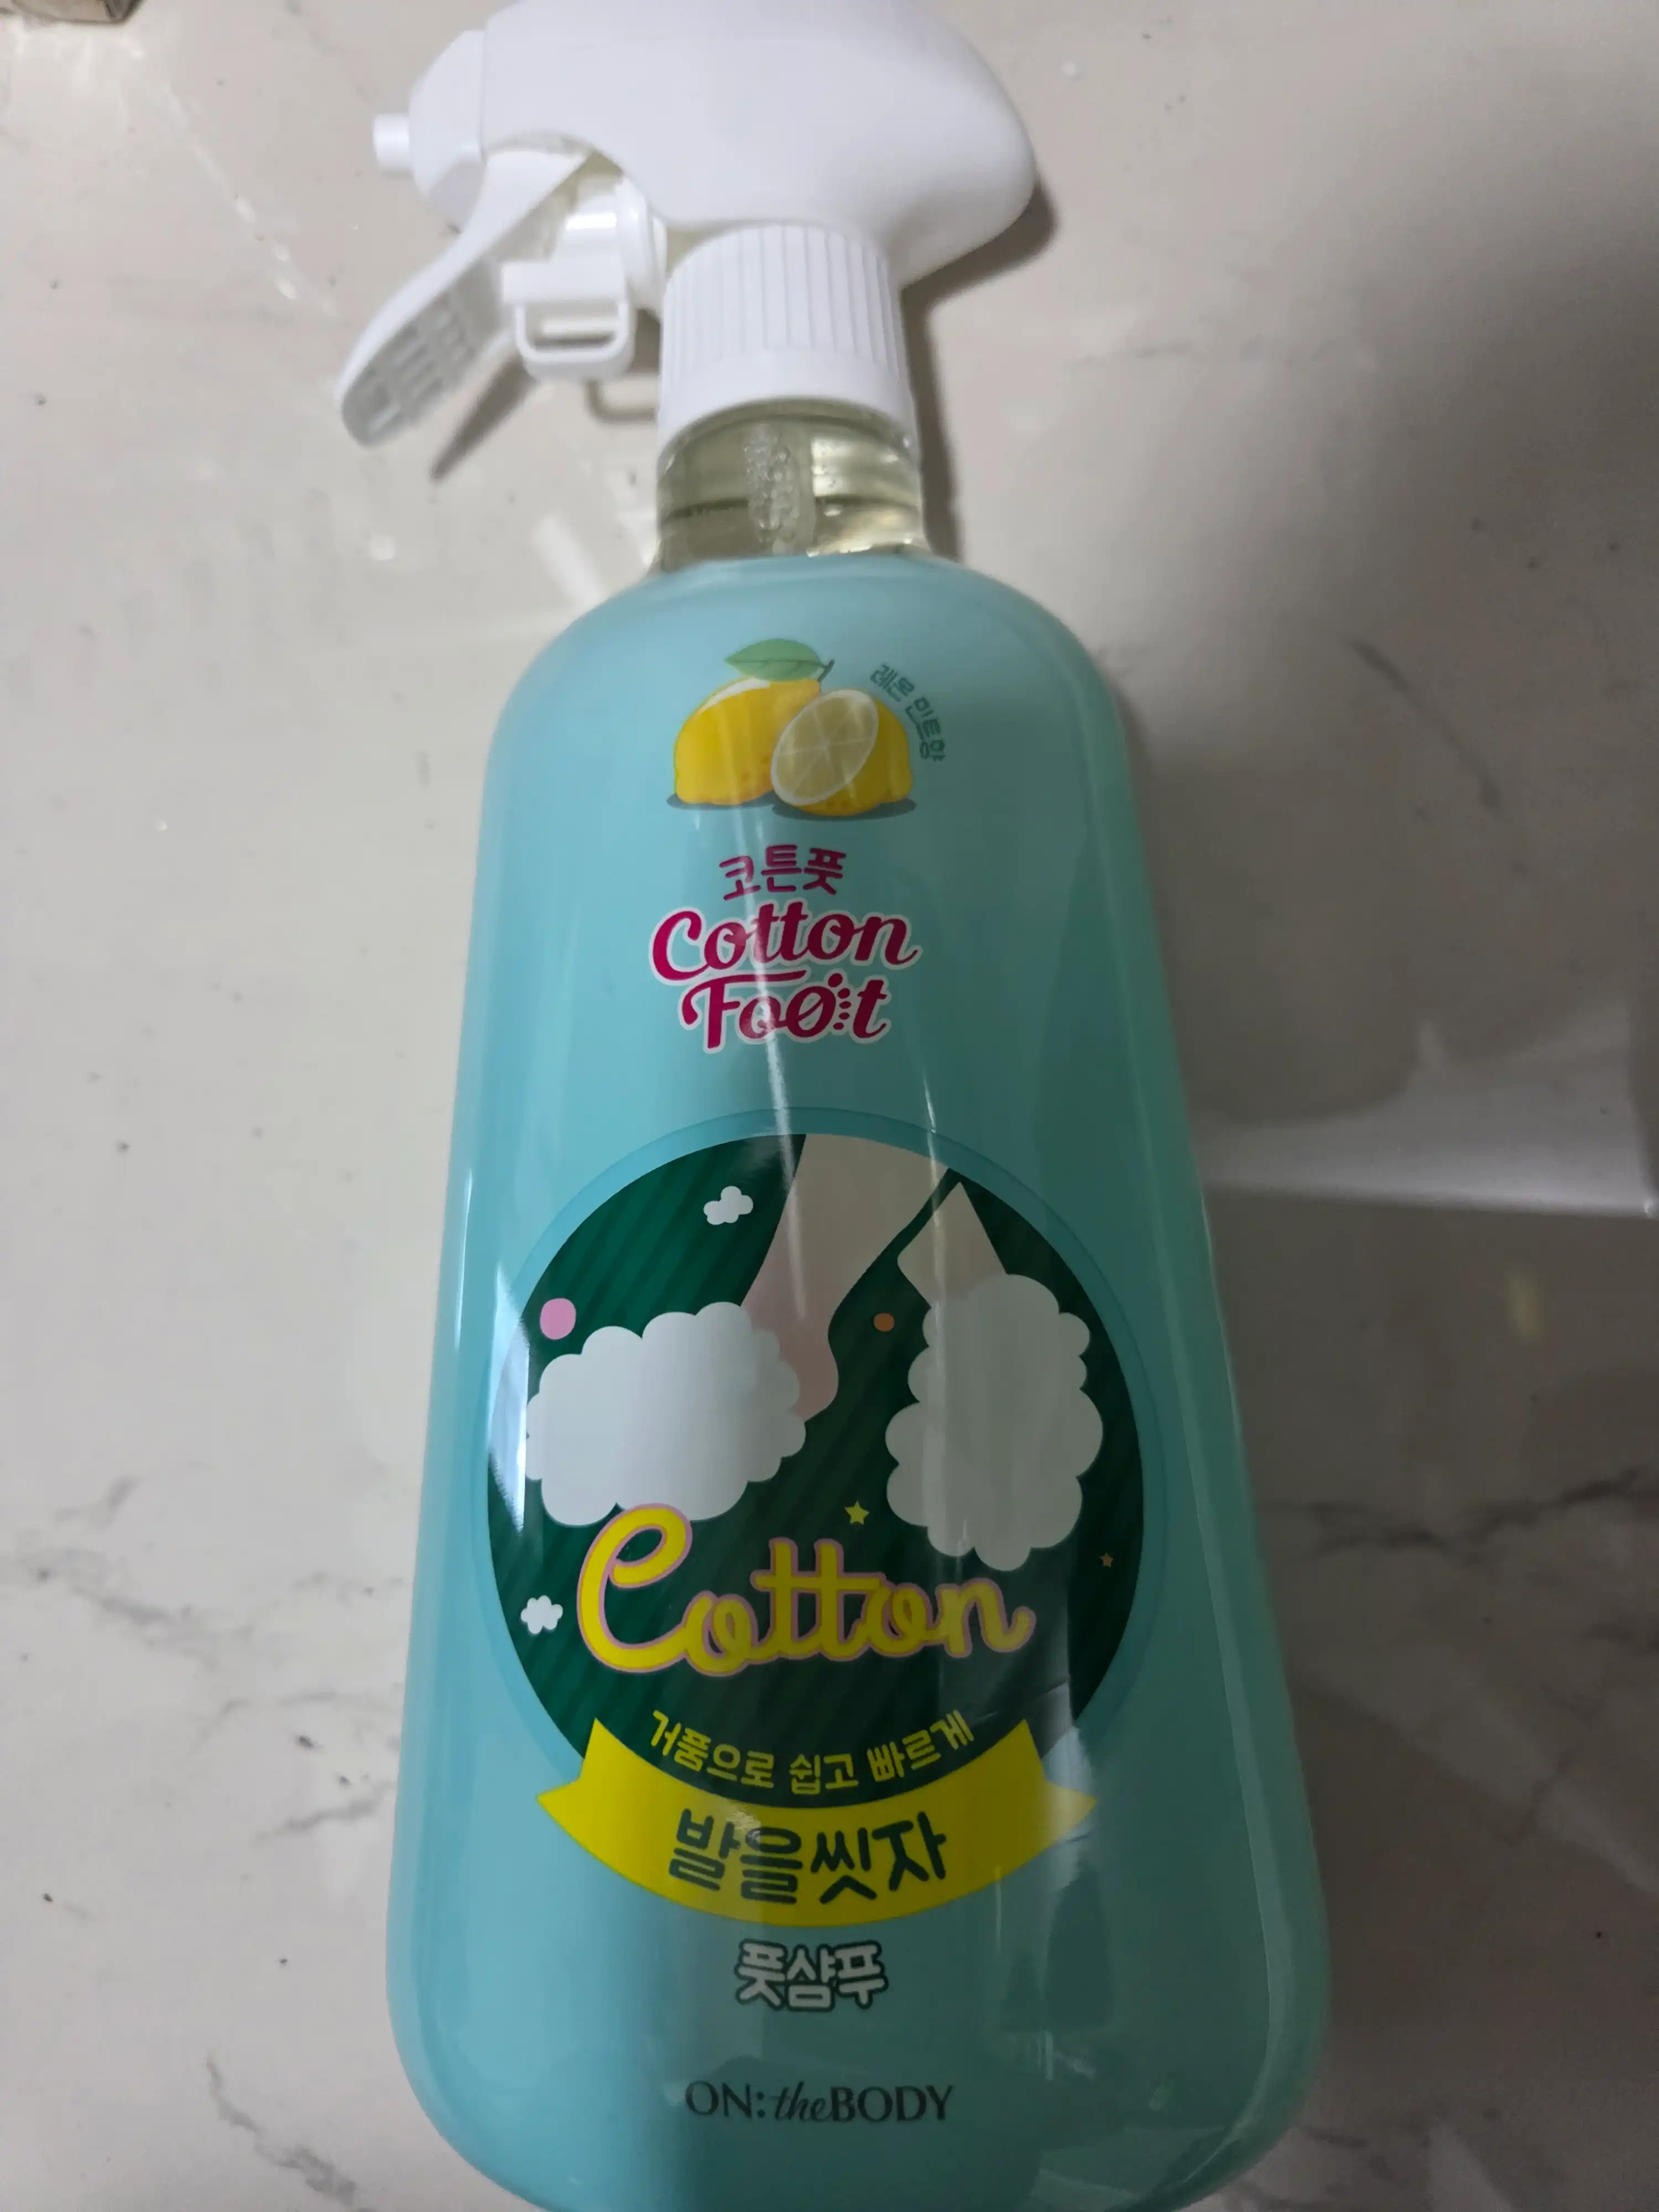 레몬 민트향
코튼풋
Cotton
Foot
Cotton
거품으로 쉽고 빠르게
발을씻자
풋샴푸
ON: the BODY